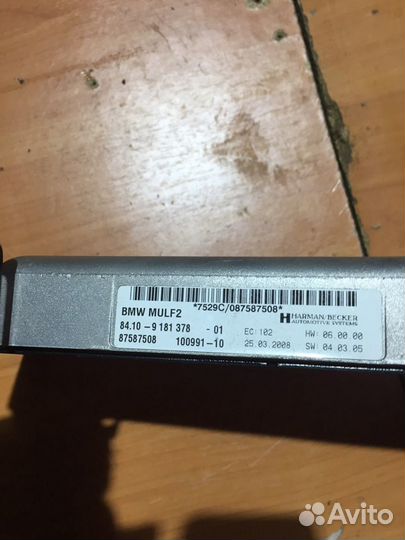 *7529C/087587508*
BMW MULF2
HARMAN/BECKER
AUTOMOTIVE SYSTEMS
84.10-9 181 378 -01 EC:102 HW: 06.00.00
87587508 100991-10 25.03.2008 SW: 04.03.05
Avito